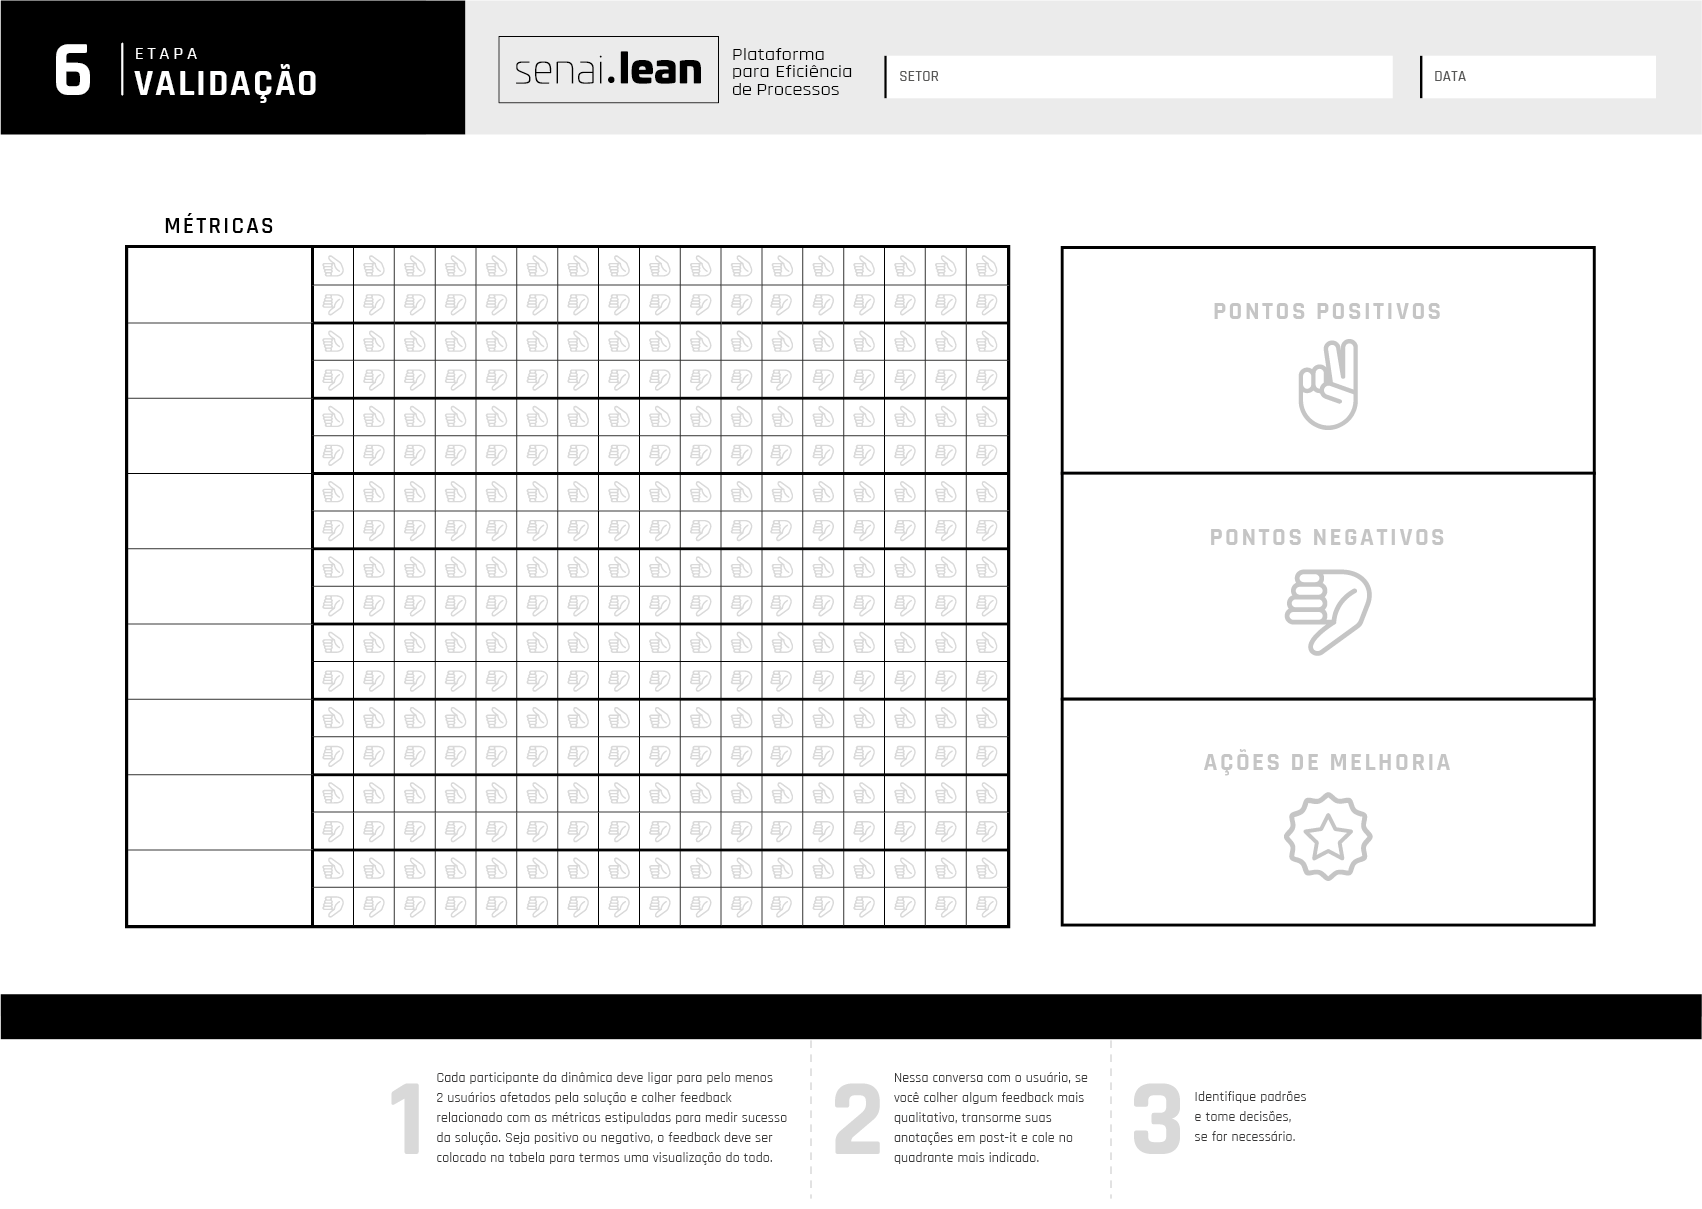 6
ETAPA
VALIDAÇÃO
senai.lean
Plataforma
para Eficiência
de Processos
SETOR
DATA
MÉTRICAS
PONTOS POSITIVOS
PONTOS NEGATIVOS
AÇÕES DE MELHORIA
1
Cada participante da dinâmica deve ligar para pelo menos
2 usuários afetados pela solução e colher feedback
relacionado com as métricas estipuladas para medir sucesso
da solução. Seja positivo ou negativo, o feedback deve ser
colocado na tabela para termos uma visualização do todo.
2
Nessa conversa com o usuário, se
você colher algum feedback mais
qualitativo, transorme suas
anotações em post-it e cole no
quadrante mais indicado.
3
Identifique padrões
e tome decisões,
se for necessário.